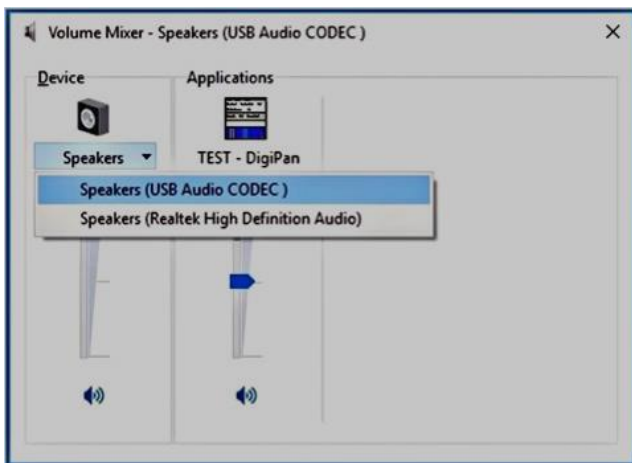 Volume Mixer - Speakers (USB Audio CODEC )
Device
Applications
Speakers
TEST - DigiPan
Speakers (USB Audio CODEC )
Speakers (Realtek High Definition Audio)